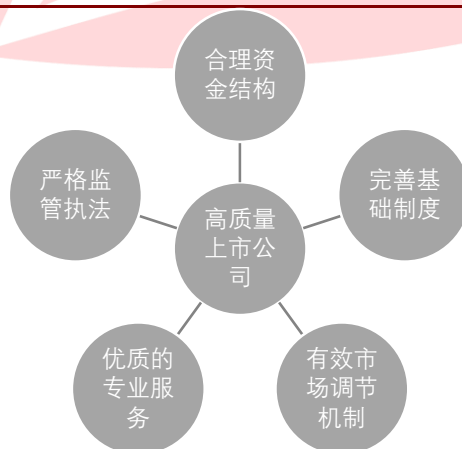 合理资
金结构
严格监
管执法
完善基
础制度
高质量
上市公
司
优质的
专业服
务
有效市
场调节
机制